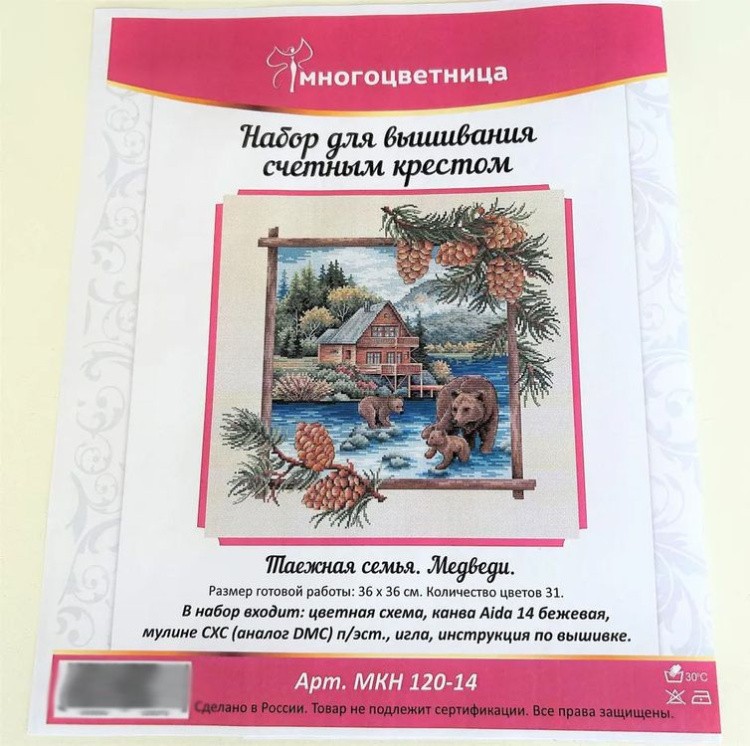 многоцветница
Набор для вышивания
счетным крестом
Таежная семья. Медведи.
Размер готовой работы: 36 х 36 см. Количество цветов 31.
В набор входит: цветная схема, канва Aida 14 бежевая,
мулине СХС (аналог DMC) п/эст., игла, инструкция по вышивке.
Арт. МКН 120-14
30°C
Сделано в России. Товар не подлежит сертификации. Все права защищены.